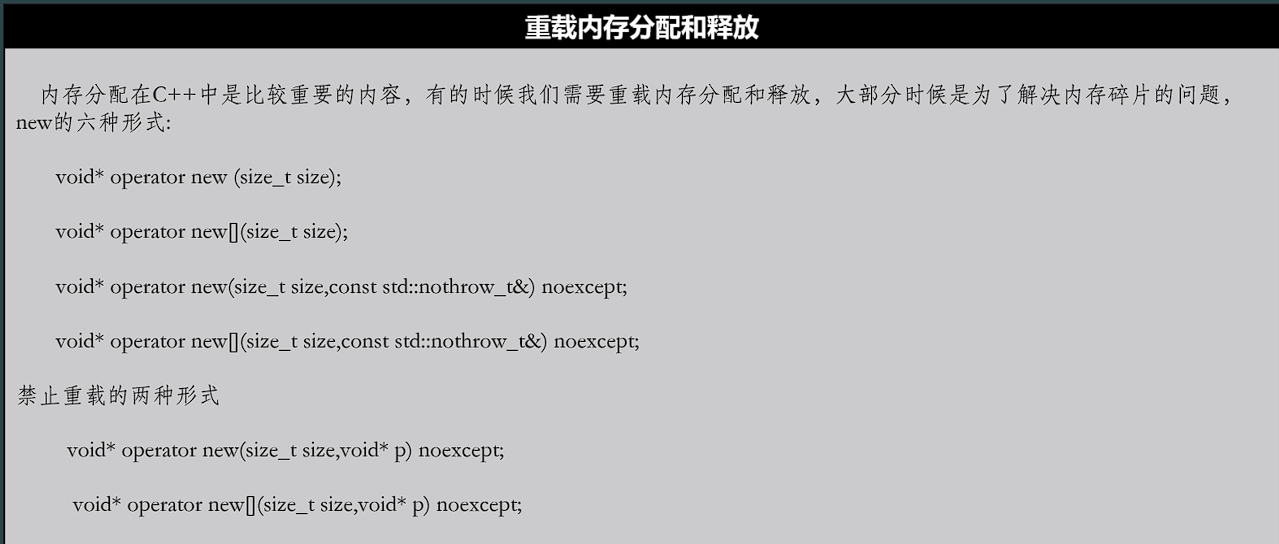 重载内存分配和释放
内存分配在C++中是比较重要的内容，有的时候我们需要重载内存分配和释放，大部分时候是为了解决内存碎片的问题，
new的六种形式:
void* operator new (size_t size);
void* operator new[](size_t size);
void* operator new(size_t size,const std::nothrow_t&) noexcept;
void* operator new[](size_t size,const std::nothrow_t&) noexcept;
禁止重载的两种形式
void* operator new(size_t size,void* p) noexcept;
void* operator new[](size_t size,void* p) noexcept;